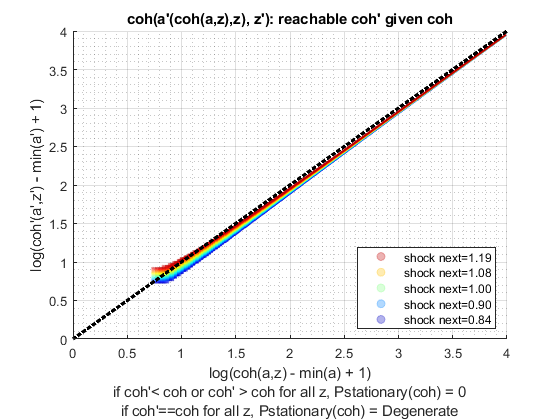 coh(a'(coh(a,z),z), z'): reachable coh' given coh
log(coh'(a',z') - min(a') + 1)
4
3.5
3
2.5
2
1.5
1
0.5
0
shock next=1.19
shock next=1.08
shock next=1.00
shock next=0.90
shock next=0.84
0 0.5 1 1.5 2 2.5 3 3.5 4
log(coh(a,z) - min(a) + 1)
if coh'< coh or coh' > coh for all z, Pstationary(coh) = 0
if coh'==coh for all z, Pstationary(coh) = Degenerate